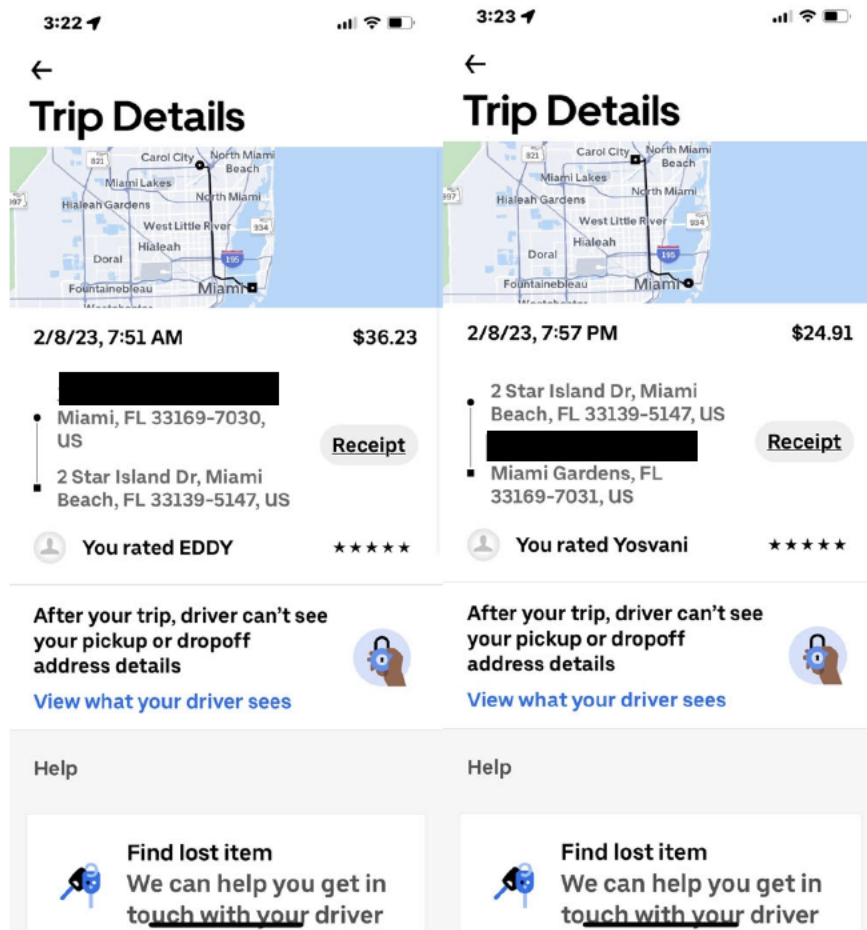 3:22
Trip Details
821
Carol City
North Miami
Beach
Miami Lakes
North Miami
Hialeah Gardens
West Little River
934
Hialeah
195
Doral
Fountainebleau
Miami
2/8/23, 7:51 AM
$36.23
Miami, FL 33169-7030,
US
Receipt
2 Star Island Dr, Miami
Beach, FL 33139-5147, US
You rated EDDY
★★★★★
After your trip, driver can't see
your pickup or dropoff
address details
View what your driver sees
Help
Find lost item
We can help you get in
touch with your driver
3:23
Trip Details
821
Carol City
North Miami
Beach
Miami Lakes
997
North Miami
Hialeah Gardens
West Little River
934
Hialeah
195
Doral
Fountainebleau
Miami
2/8/23, 7:57 PM
$24.91
2 Star Island Dr, Miami
Beach, FL 33139-5147, US
Receipt
Miami Gardens, FL
33169-7031, US
You rated Yosvani
★★★★★
After your trip, driver can't see
your pickup or dropoff
address details
View what your driver sees
Help
Find lost item
We can help you get in
touch with your driver